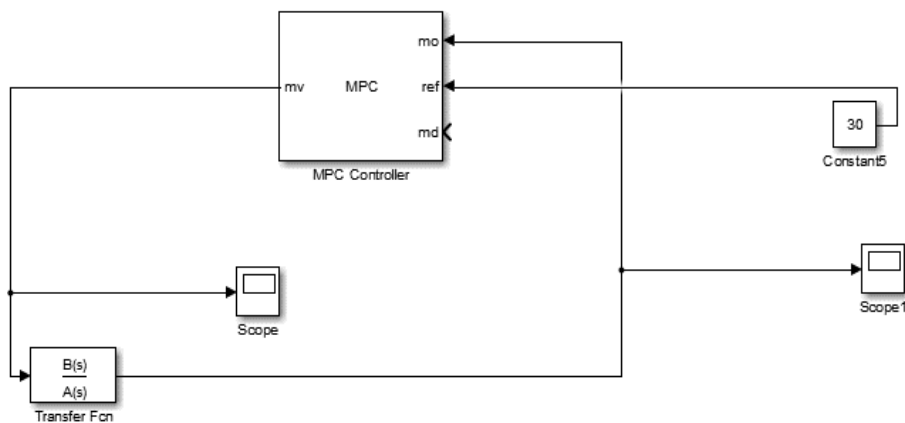 mo
mv
MPC
ref
md
MPC Controller
30
Constant5
Scope
Scope1
B(s)
A(s)
Transfer Fcn